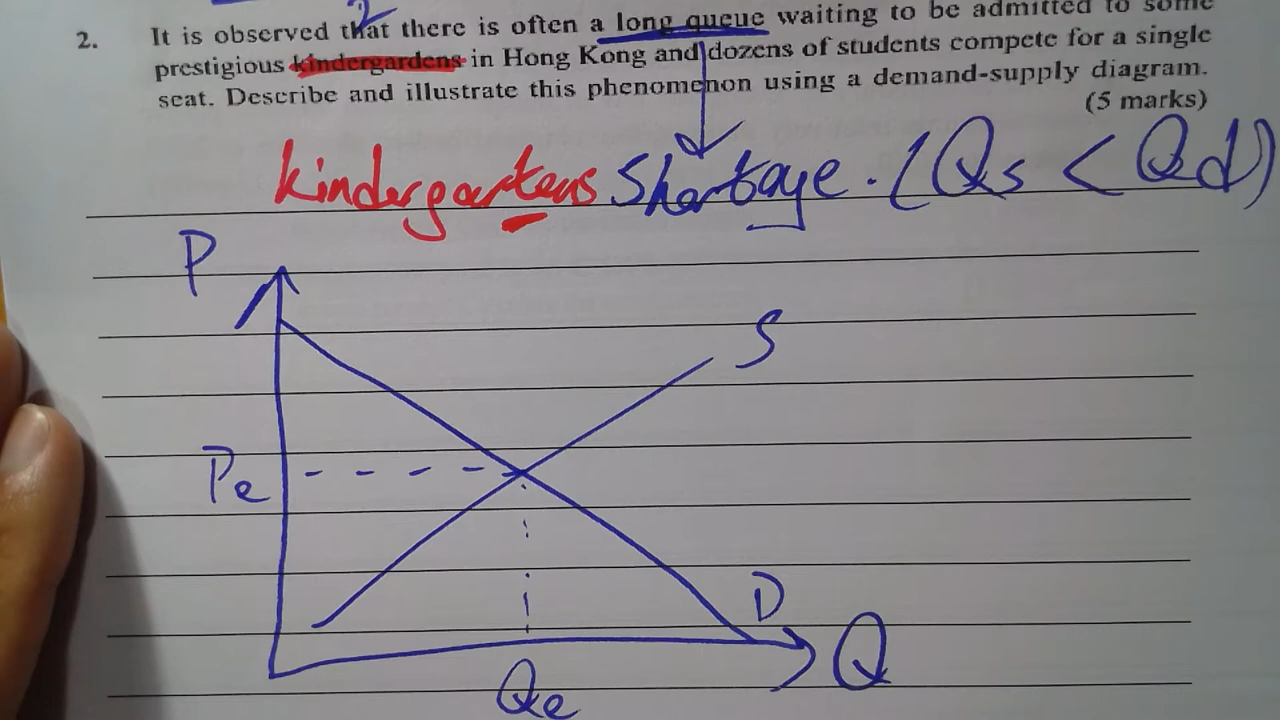 2. It is observed that there is often a long queue waiting to be admitted to some
prestigious kindergardens in Hong Kong and dozens of students compete for a single
seat. Describe and illustrate this phenomenon using a demand-supply diagram.
(5 marks)
kindergartens Shortage. (Qs < Qd)
P
S
Pe
D
Q
Qe